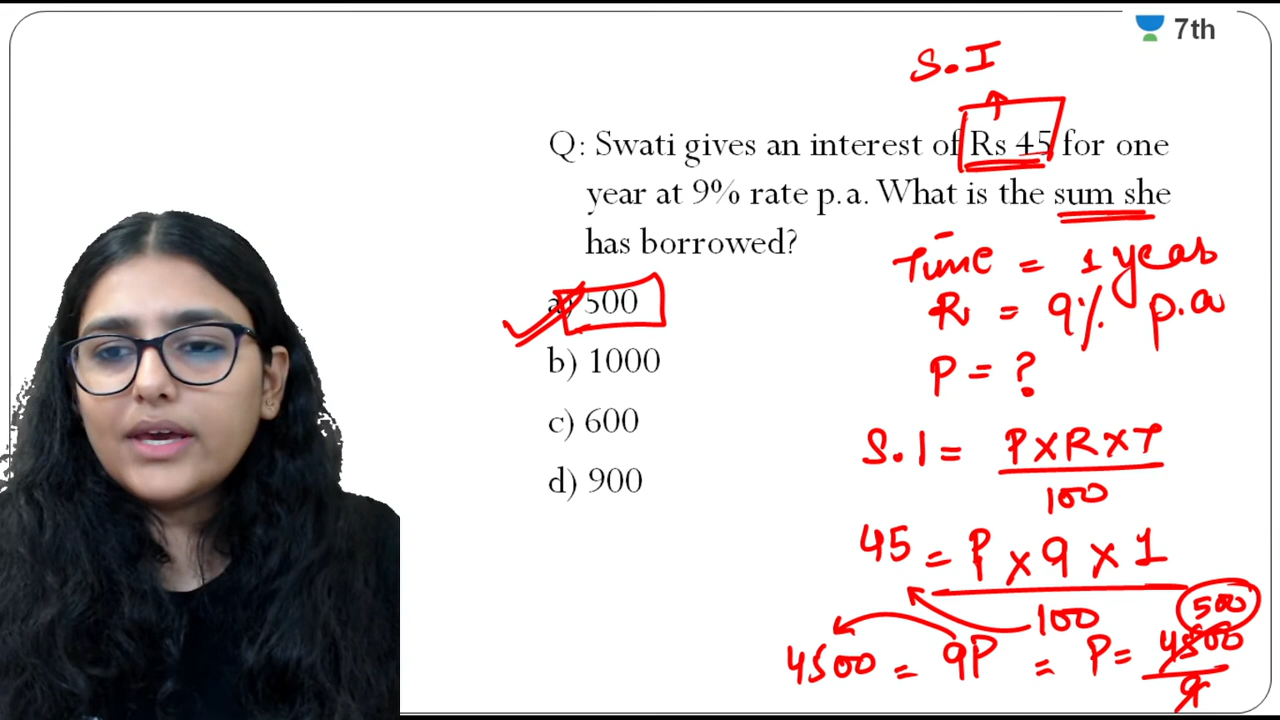 7th
S.I
Q: Swati gives an interest of Rs 45 for one
year at 9% rate p.a. What is the sum she
has borrowed?
Time = 1 year
a) 500
R = 9% p.a
b) 1000
P = ?
c) 600
S.I = P×R×T
100
d) 900
45 = P × 9 × 1
100
500
4500 = 9P = P = 4500
9